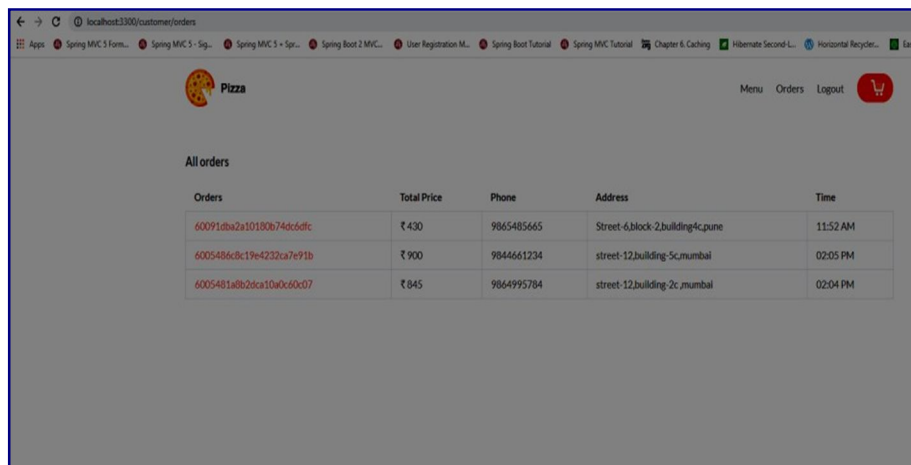 localhost:3300/customer/orders
Apps Spring MVC 5 Form... Spring MVC 5 - Sig... Spring MVC 5 + Spr... Spring Boot 2 MVC... User Registration M... Spring Boot Tutorial Spring MVC Tutorial Chapter 6. Caching Hibernate Second-L... Horizontal Recycler... Ea
Pizza Menu Orders Logout
All orders
Orders Total Price Phone Address Time
60091dba2a10180b74dc6dfc ₹ 430 9865485665 Street-6,block-2,building4c,pune 11:52 AM
6005486c8c19e4232ca7e91b ₹ 900 9844661234 street-12,building-5c,mumbai 02:05 PM
6005481a8b2dca10a0c60c07 ₹ 845 9864995784 street-12,building-2c ,mumbai 02:04 PM